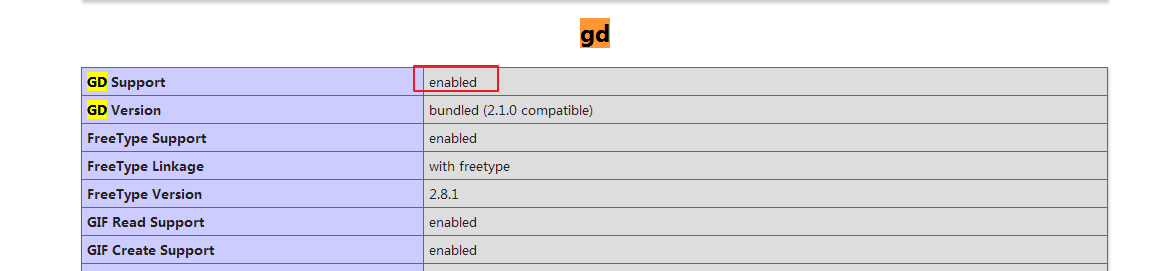 gd
GD Support enabled
GD Version bundled (2.1.0 compatible)
FreeType Support enabled
FreeType Linkage with freetype
FreeType Version 2.8.1
GIF Read Support enabled
GIF Create Support enabled